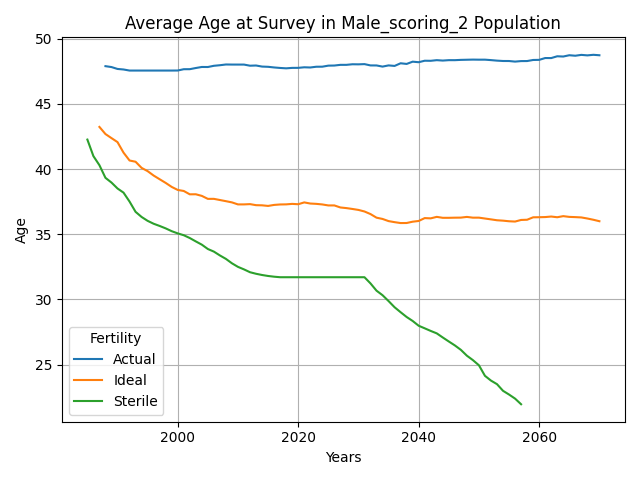 Average Age at Survey in Male_scoring_2 Population
50
45
40
35
30
25
Age
Fertility
Actual
Ideal
Sterile
2000
2020
2040
2060
Years